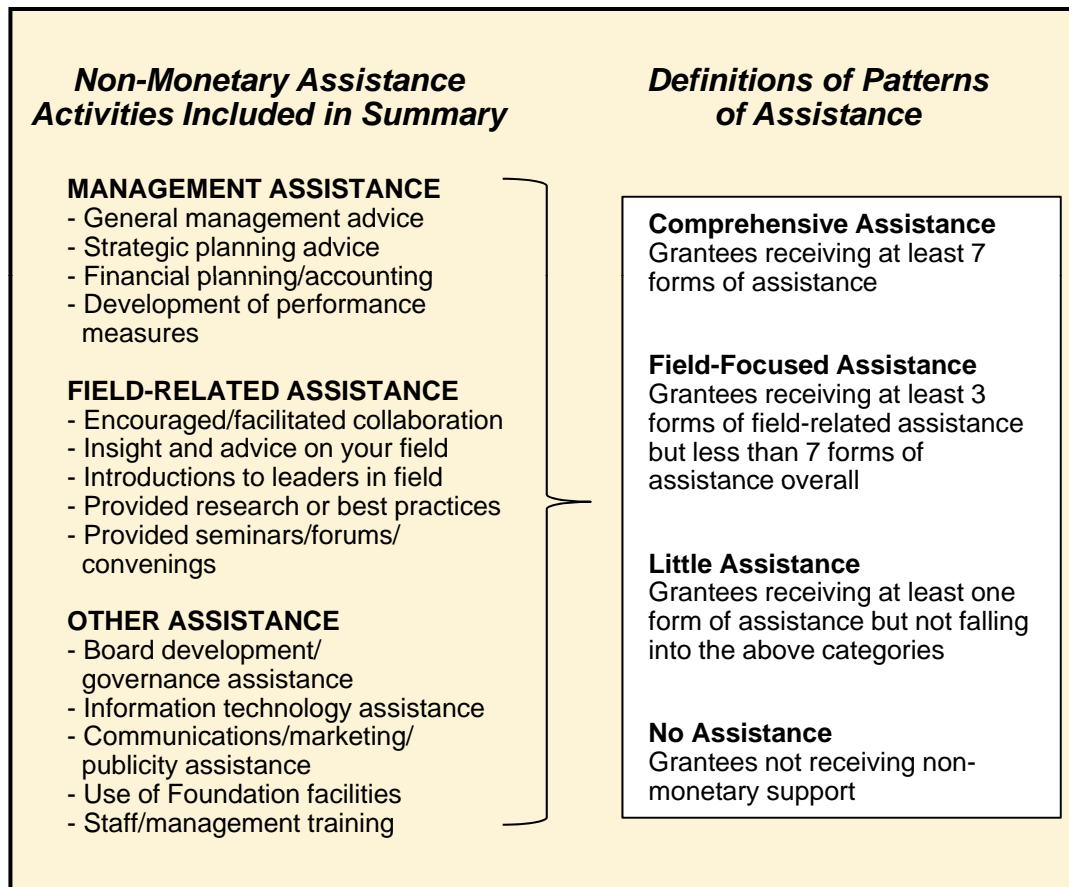 Non-Monetary Assistance
Activities Included in Summary
MANAGEMENT ASSISTANCE
- General management advice
- Strategic planning advice
- Financial planning/accounting
- Development of performance
measures
FIELD-RELATED ASSISTANCE
- Encouraged/facilitated collaboration
- Insight and advice on your field
- Introductions to leaders in field
- Provided research or best practices
- Provided seminars/forums/
convenings
OTHER ASSISTANCE
- Board development/
governance assistance
- Information technology assistance
- Communications/marketing/
publicity assistance
- Use of Foundation facilities
- Staff/management training
Definitions of Patterns
of Assistance
Comprehensive Assistance
Grantees receiving at least 7
forms of assistance
Field-Focused Assistance
Grantees receiving at least 3
forms of field-related assistance
but less than 7 forms of
assistance overall
Little Assistance
Grantees receiving at least one
form of assistance but not falling
into the above categories
No Assistance
Grantees not receiving non-
monetary support